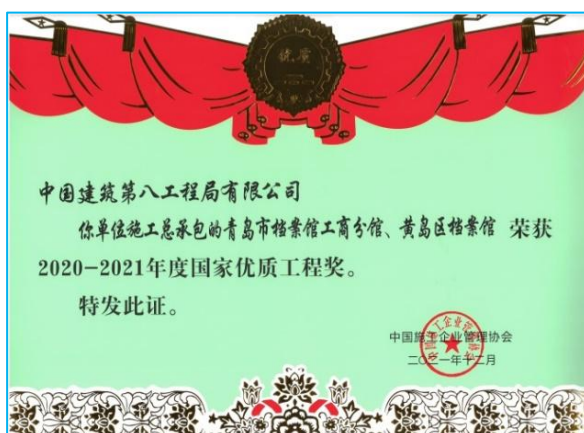 优质
中国建筑第八工程局有限公司
你单位施工总承包的青岛市档案馆工商分馆、黄岛区档案馆 荣获
2020-2021年度国家优质工程奖。
特发此证。
中国施工企业管理协会
二〇二一年十二月